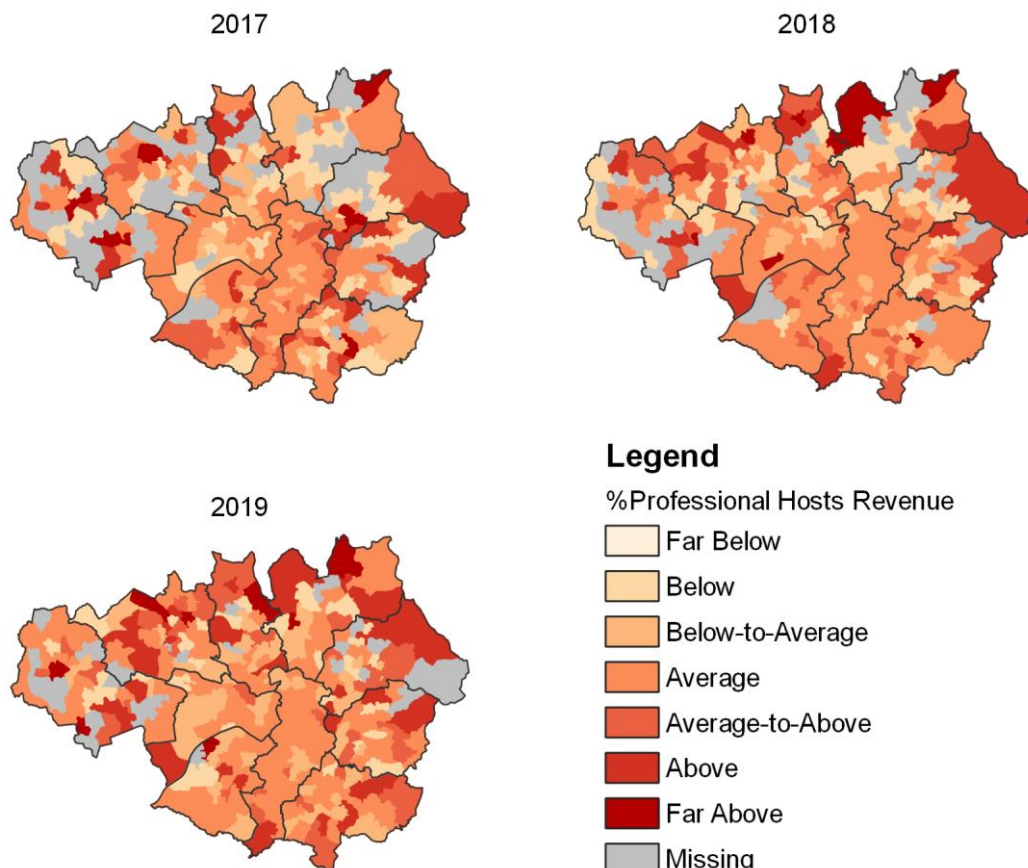 2017
2018
2019
Legend
%Professional Hosts Revenue
Far Below
Below
Below-to-Average
Average
Average-to-Above
Above
Far Above
Missing